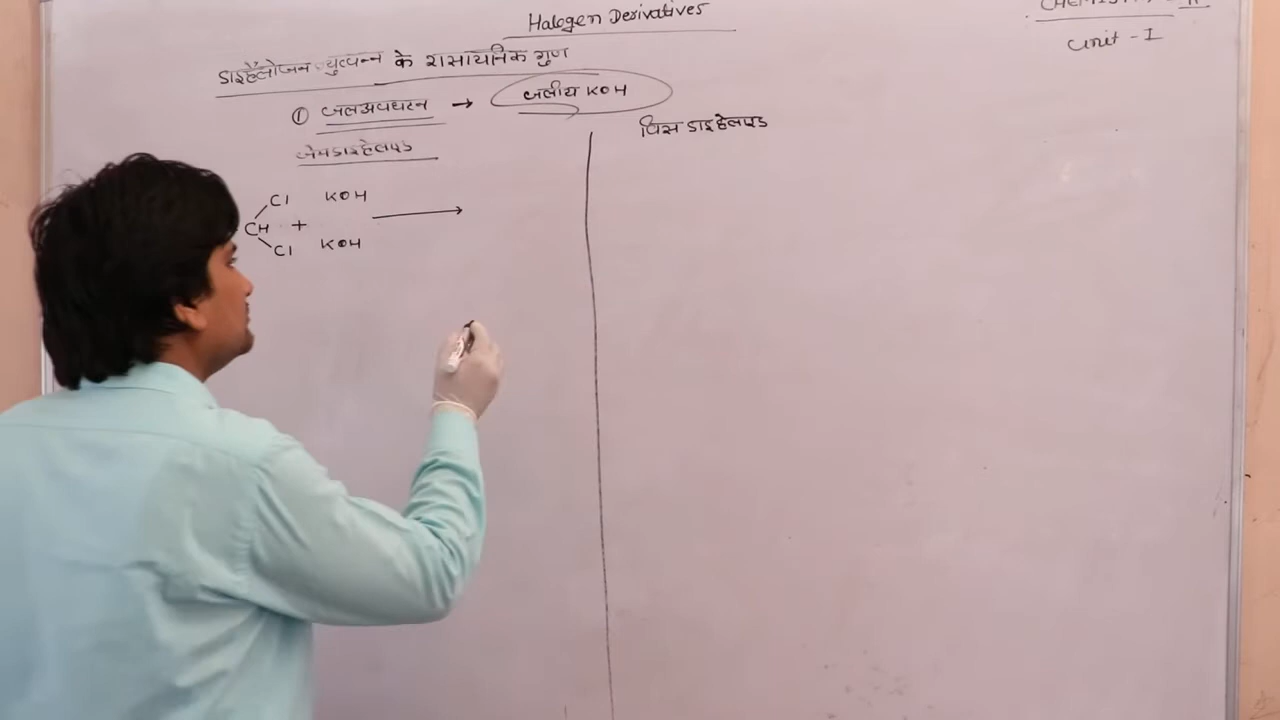 Halogen Derivatives
Unit - I
डाइहैलोजन व्युत्पन्न के रासायनिक गुण
① जलअपघटन → जलीय KOH
जेमडाइहेलाइड
विसडाइहेलाइड
Cl KOH
CH + →
Cl KOH